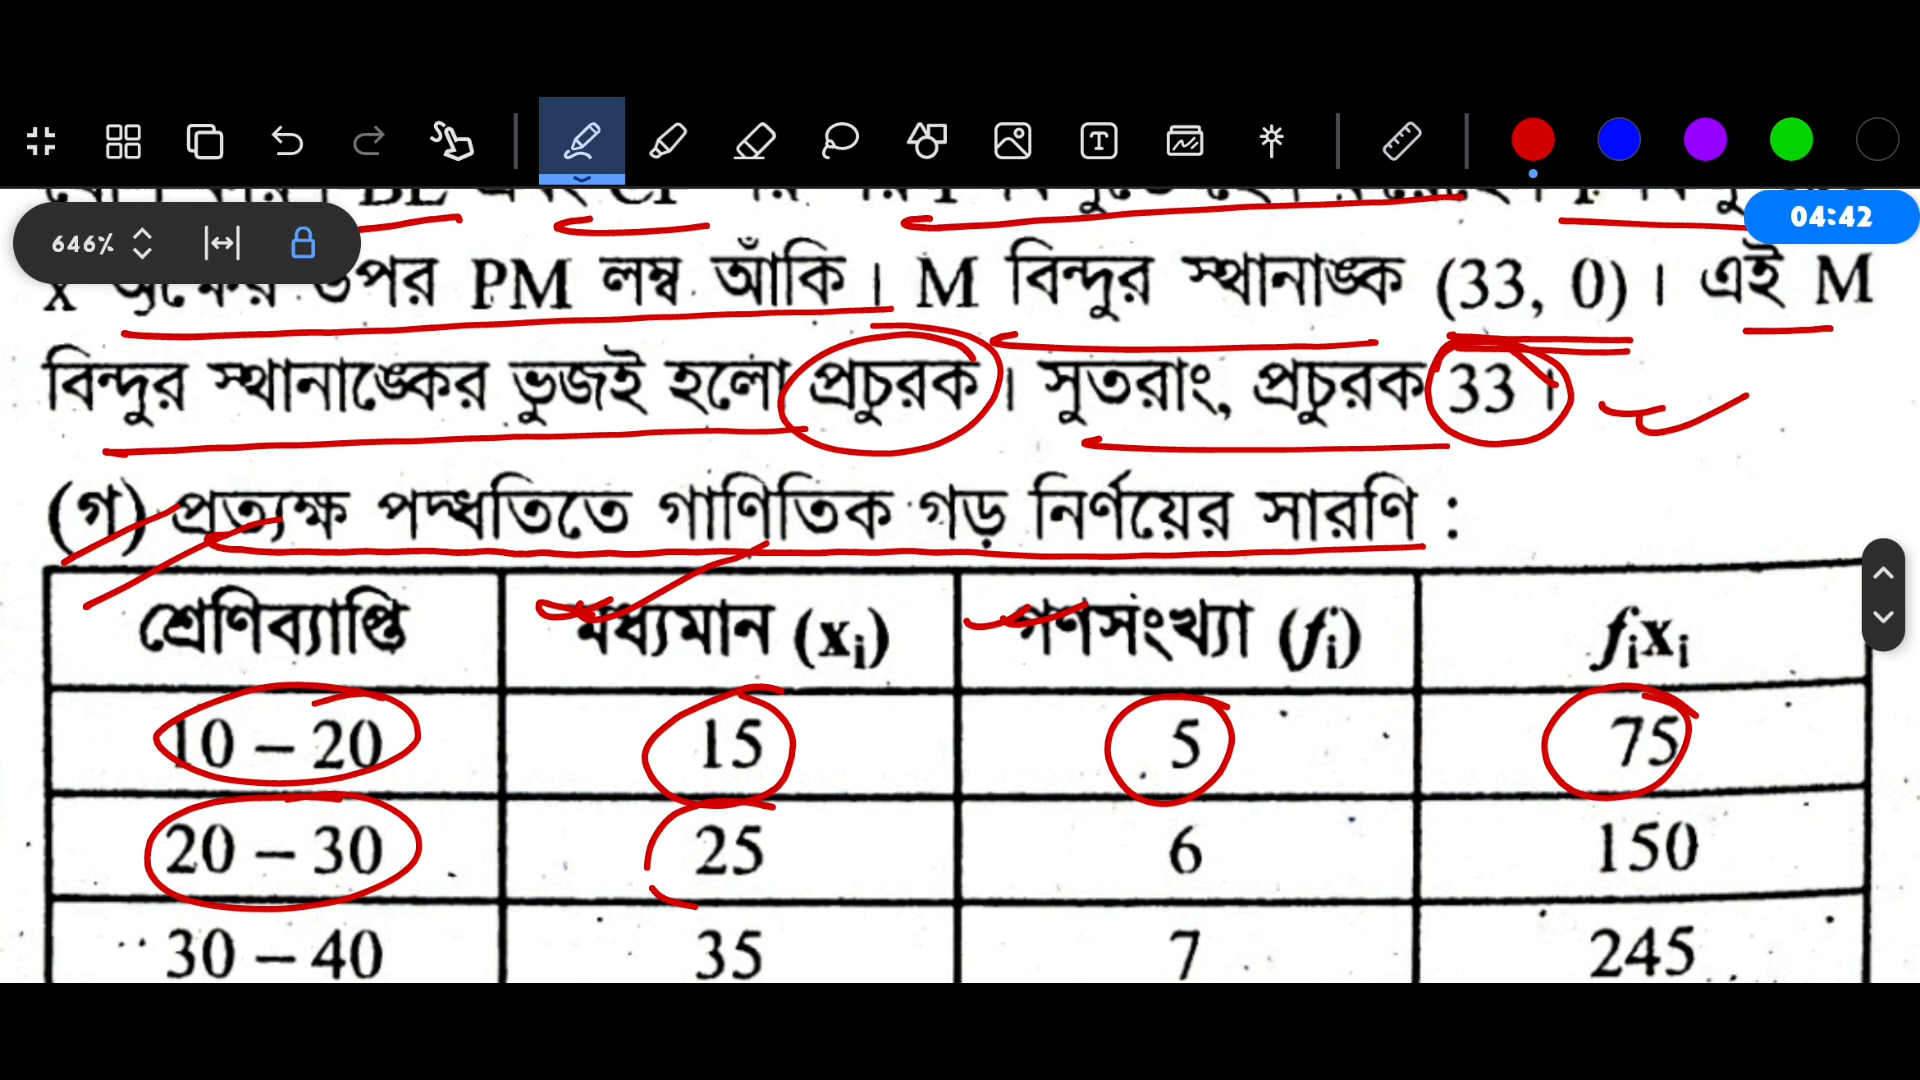 04:42
646%
PM লম্ব আঁকি। M বিন্দুর স্থানাঙ্ক (33, 0)। এই M
বিন্দুর স্থানাঙ্কের ভুজই হলো প্রচুরক। সুতরাং, প্রচুরক 33।
(গ) প্রত্যক্ষ পদ্ধতিতে গাণিতিক গড় নির্ণয়ের সারণি :
শ্রেণিব্যাপ্তি মধ্যমান (xᵢ) গণসংখ্যা (fᵢ) fᵢxᵢ
10 – 20 15 5 75
20 – 30 25 6 150
30 – 40 35 7 245